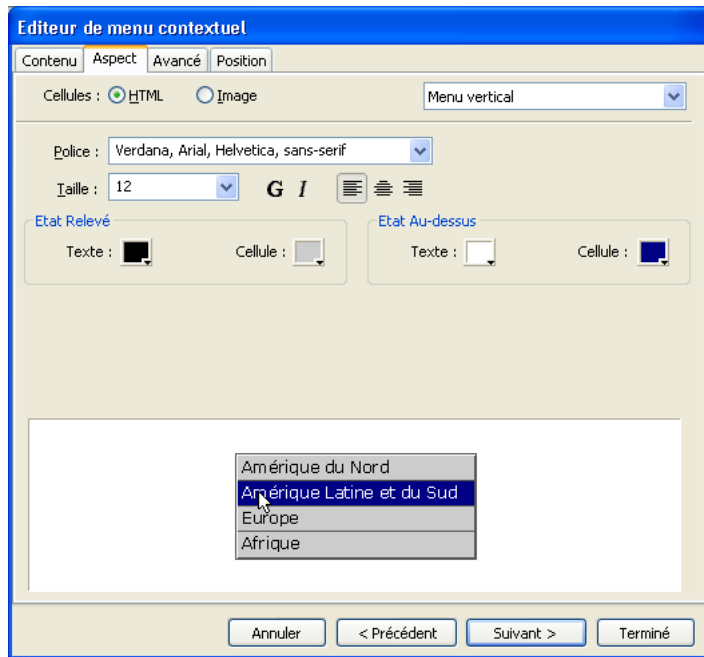 Editeur de menu contextuel
Contenu Aspect Avancé Position
Cellules : HTML Image Menu vertical
Police : Verdana, Arial, Helvetica, sans-serif
Taille : 12 G I
Etat Relevé Etat Au-dessus
Texte : Cellule : Texte : Cellule :
Amérique du Nord
Amérique Latine et du Sud
Europe
Afrique
Annuler < Précédent Suivant > Terminé